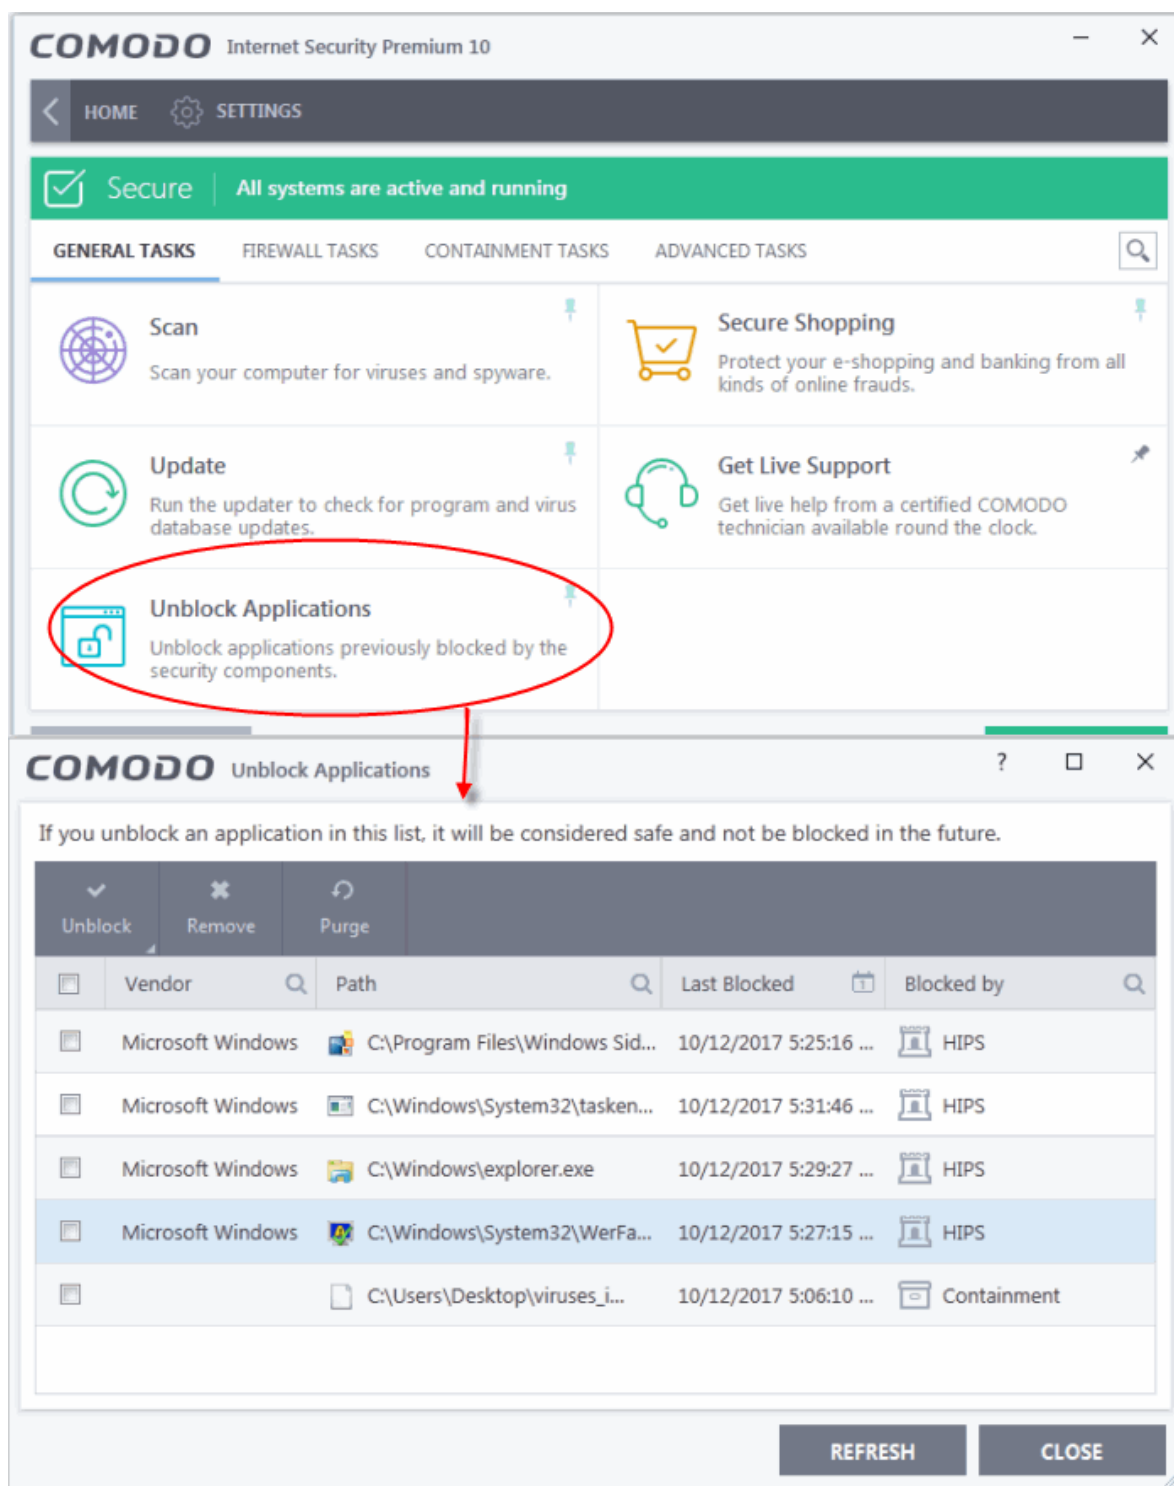 COMODO Internet Security Premium 10
HOME SETTINGS
Secure All systems are active and running
GENERAL TASKS FIREWALL TASKS CONTAINMENT TASKS ADVANCED TASKS
Scan
Scan your computer for viruses and spyware.
Secure Shopping
Protect your e-shopping and banking from all
kinds of online frauds.
Update
Run the updater to check for program and virus
database updates.
Get Live Support
Get live help from a certified COMODO
technician available round the clock.
Unblock Applications
Unblock applications previously blocked by the
security components.
COMODO Unblock Applications ?
If you unblock an application in this list, it will be considered safe and not be blocked in the future.
Unblock Remove Purge
Vendor Path Last Blocked 1 Blocked by
Microsoft Windows C:\Program Files\Windows Sid... 10/12/2017 5:25:16 ... HIPS
Microsoft Windows C:\Windows\System32\tasken... 10/12/2017 5:31:46 ... HIPS
Microsoft Windows C:\Windows\explorer.exe 10/12/2017 5:29:27 ... HIPS
Microsoft Windows C:\Windows\System32\WerFa... 10/12/2017 5:27:15 ... HIPS
C:\Users\Desktop\viruses_i... 10/12/2017 5:06:10 ... Containment
REFRESH CLOSE